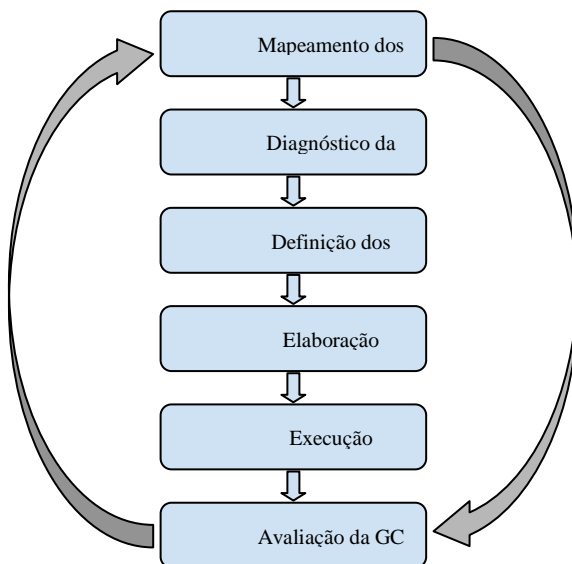 Mapeamento dos
Diagnóstico da
Definição dos
Elaboração
Execução
Avaliação da GC